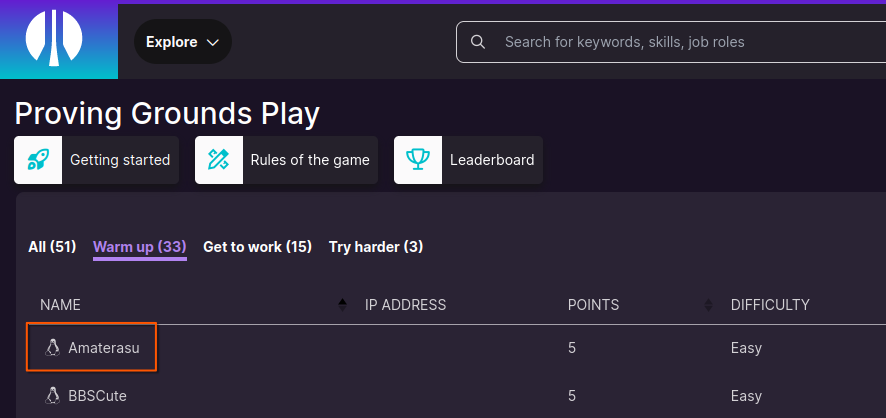 Explore
Search for keywords, skills, job roles
Proving Grounds Play
Getting started Rules of the game Leaderboard
All (51) Warm up (33) Get to work (15) Try harder (3)
NAME IP ADDRESS POINTS DIFFICULTY
Amaterasu 5 Easy
BBSCute 5 Easy